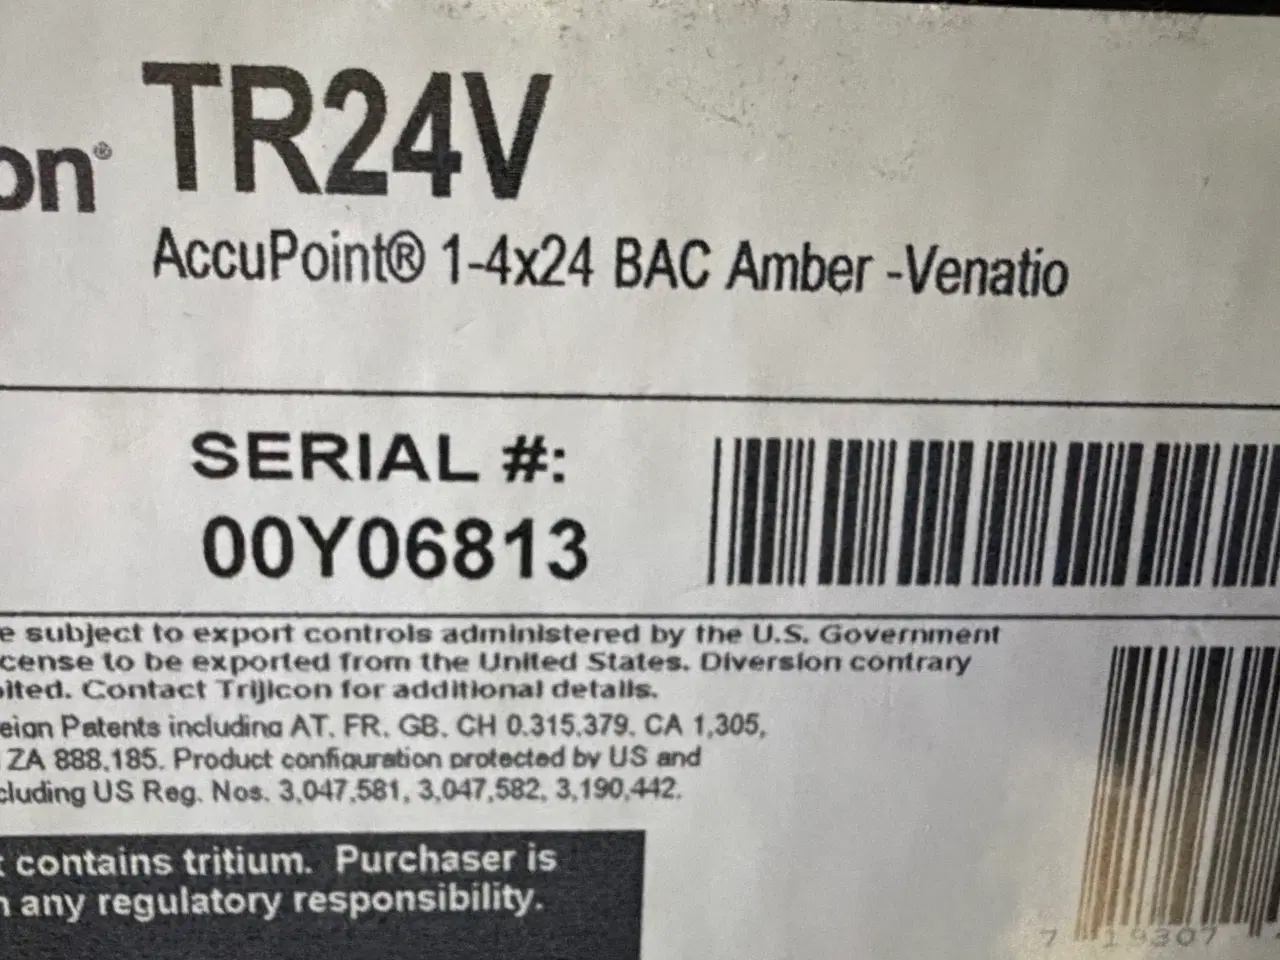 on® TR24V
AccuPoint® 1-4x24 BAC Amber -Venatio
SERIAL #:
00Y06813
e subject to export controls administered by the U.S. Government
cense to be exported from the United States. Diversion contrary
ited. Contact Trijicon for additional details.
eign Patents including AT, FR, GB, CH 0,315,379, CA 1,305,
ZA 888,185. Product configuration protected by US and
cluding US Reg. Nos. 3,047,581, 3,047,582, 3,190,442.
t contains tritium. Purchaser is
n any regulatory responsibility.
7 19307